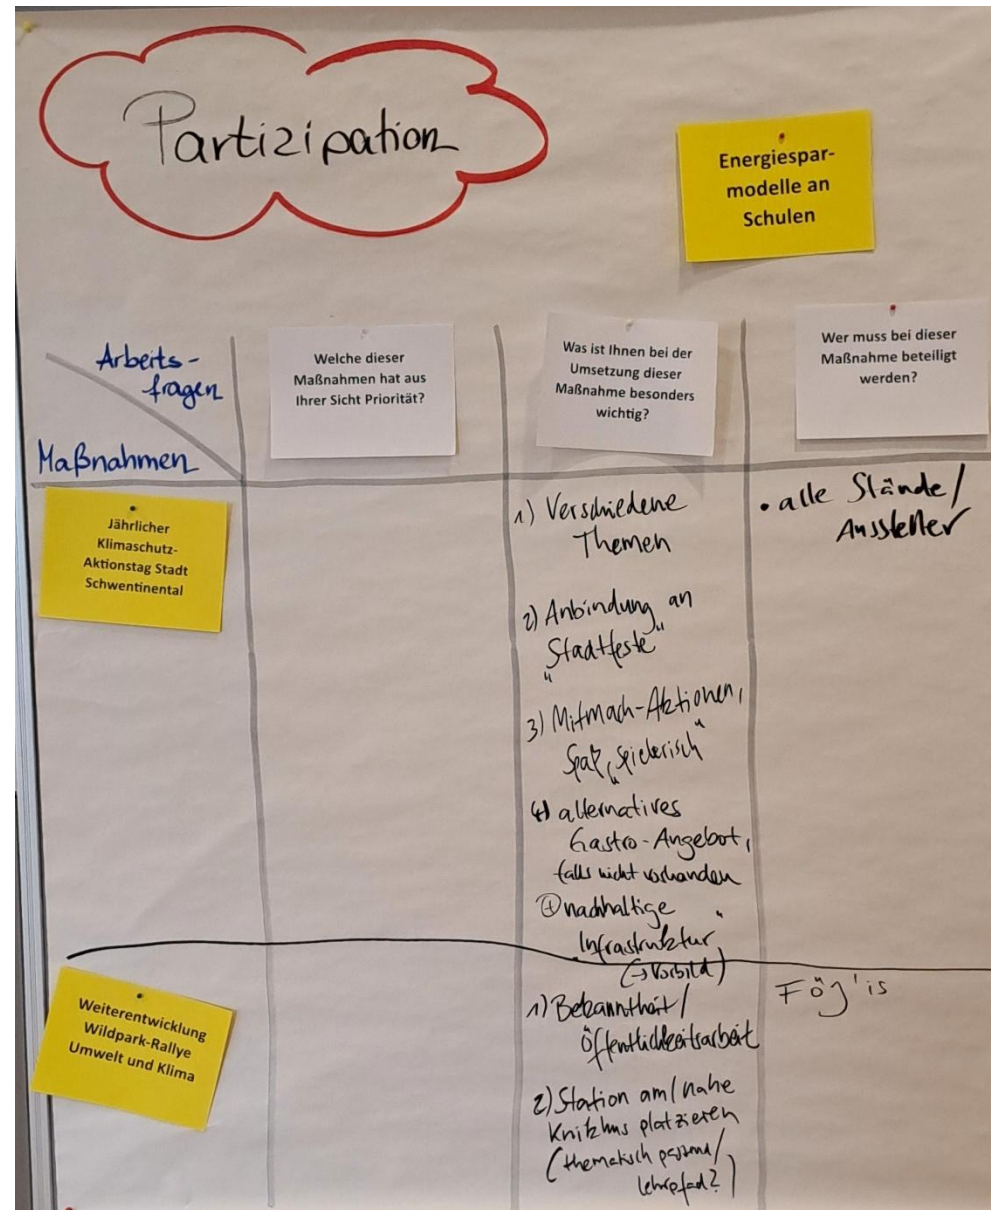 Partizipation
Energiespar-
modelle an
Schulen
Arbeits-
fragen
Maßnahmen
Welche dieser
Maßnahmen hat aus
Ihrer Sicht Priorität?
Was ist Ihnen bei der
Umsetzung dieser
Maßnahme besonders
wichtig?
Wer muss bei dieser
Maßnahme beteiligt
werden?
Jährlicher
Klimaschutz-
Aktionstag Stadt
Schwentinental
1) Verschiedene
Themen
2) Anbindung an
"Stadtfeste"
3) Mitmach-Aktionen,
Spaß, "spielerisch"
4) alternatives
Gastro-Angebot,
falls nicht vorhanden
⊕ nachhaltige
"Infrastruktur"
(→ Vorbild)
• alle Stände/
Aussteller
Weiterentwicklung
Wildpark-Rallye
Umwelt und Klima
1) Bekanntheit/
Öffentlichkeitsarbeit
2) Station am/nahe
platzieren
(thematisch passend/
Lehrpfad?)
FÖJ'is